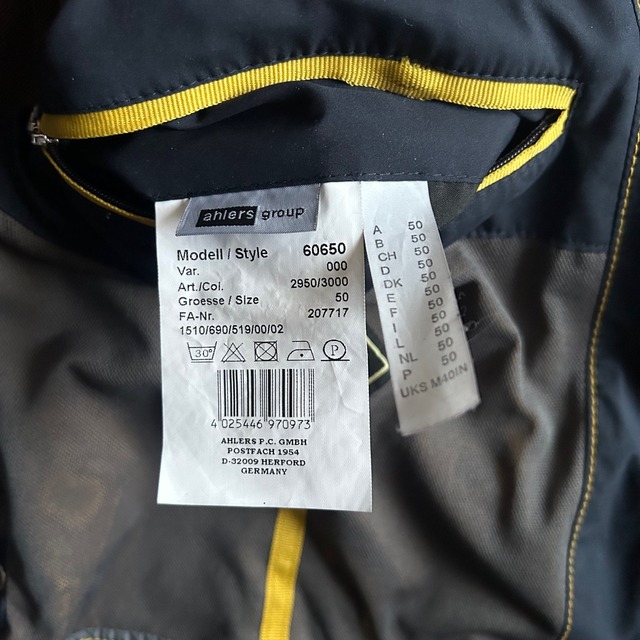 ahlers group
Modell / Style 60650
Var. 000
Art./Col. 2950/3000
Groesse / Size 50
FA-Nr. 207717
1510/690/519/00/02
30° P
4 025446 970973
AHLERS P.C. GMBH
POSTFACH 1954
D-32009 HERFORD
GERMANY
A 50
B 50
CH 50
D 50
DK 50
E 50
F 50
I 50
L 50
NL 50
P 50
UKS M40IN